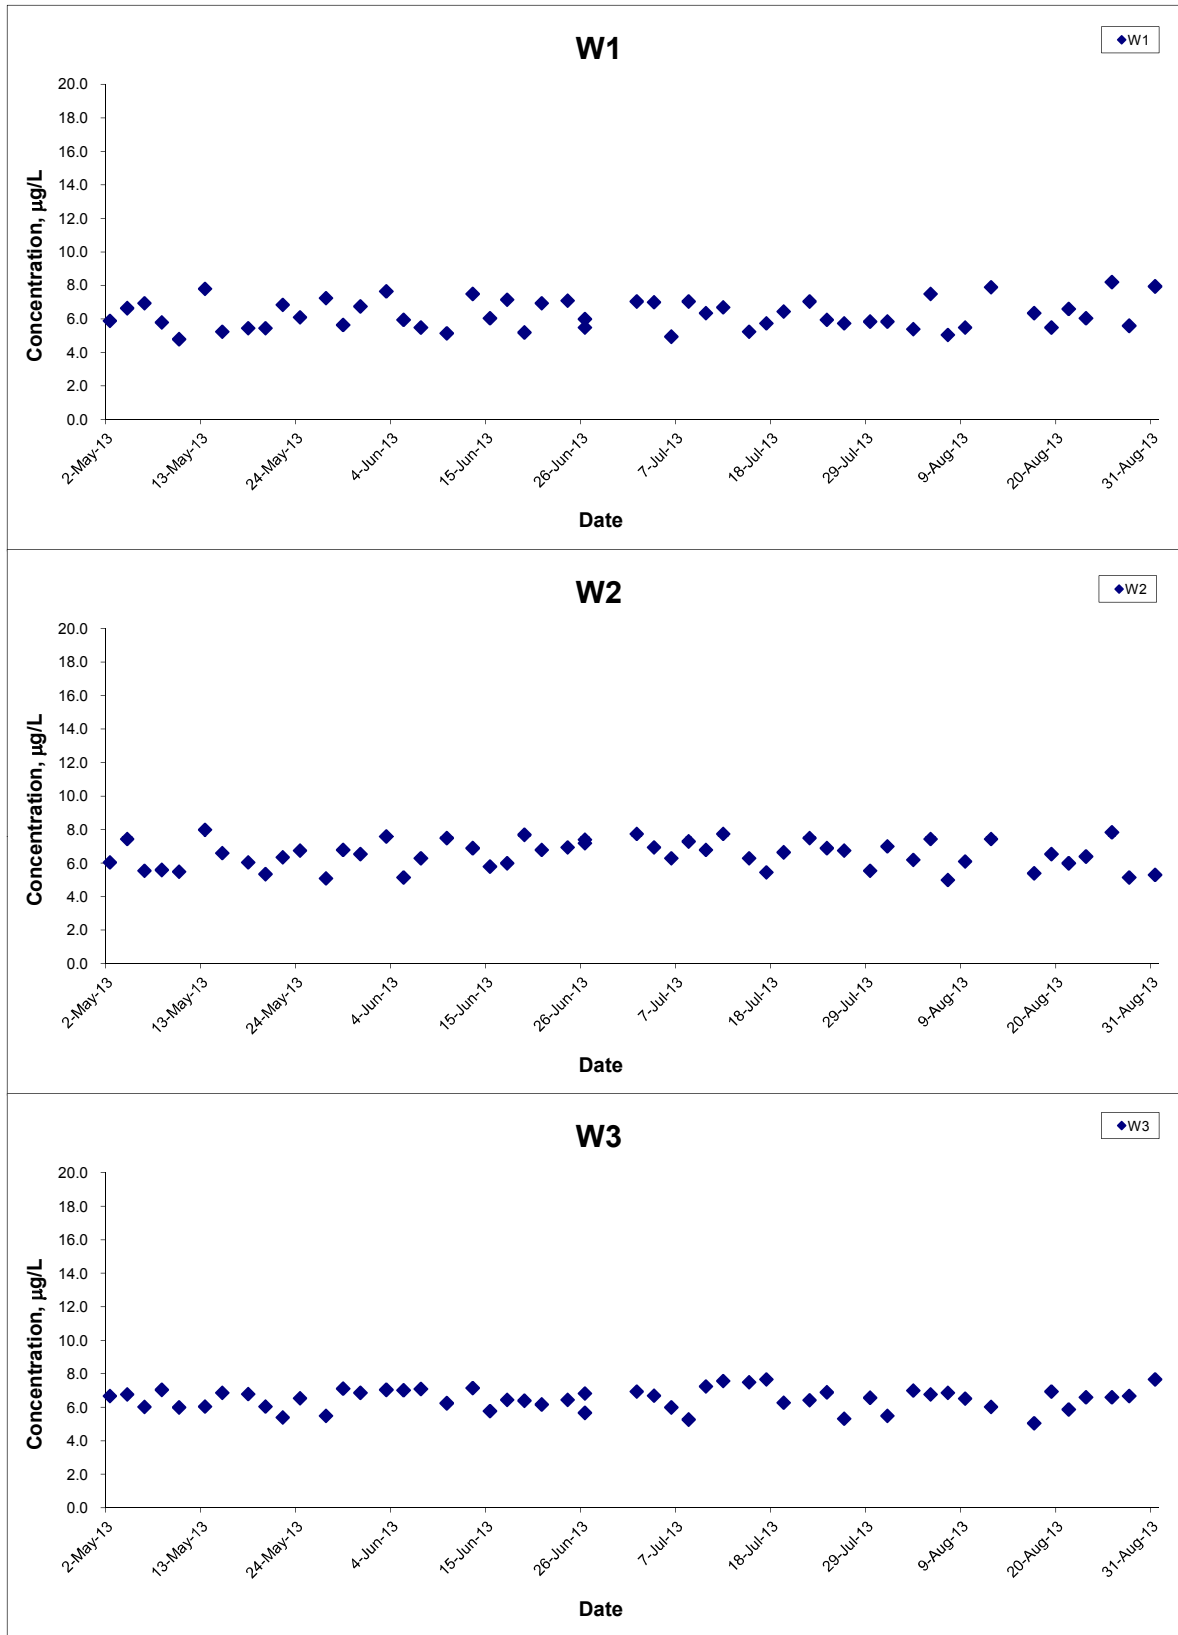 W1
W1
20.0
18.0
16.0
14.0
12.0
10.0
8.0
6.0
4.0
2.0
0.0
Concentration, µg/L
2-May-13 13-May-13 24-May-13 4-Jun-13 15-Jun-13 26-Jun-13 7-Jul-13 18-Jul-13 29-Jul-13 9-Aug-13 20-Aug-13 31-Aug-13
Date
W2
W2
20.0
18.0
16.0
14.0
12.0
10.0
8.0
6.0
4.0
2.0
0.0
Concentration, µg/L
2-May-13 13-May-13 24-May-13 4-Jun-13 15-Jun-13 26-Jun-13 7-Jul-13 18-Jul-13 29-Jul-13 9-Aug-13 20-Aug-13 31-Aug-13
Date
W3
W3
20.0
18.0
16.0
14.0
12.0
10.0
8.0
6.0
4.0
2.0
0.0
Concentration, µg/L
2-May-13 13-May-13 24-May-13 4-Jun-13 15-Jun-13 26-Jun-13 7-Jul-13 18-Jul-13 29-Jul-13 9-Aug-13 20-Aug-13 31-Aug-13
Date